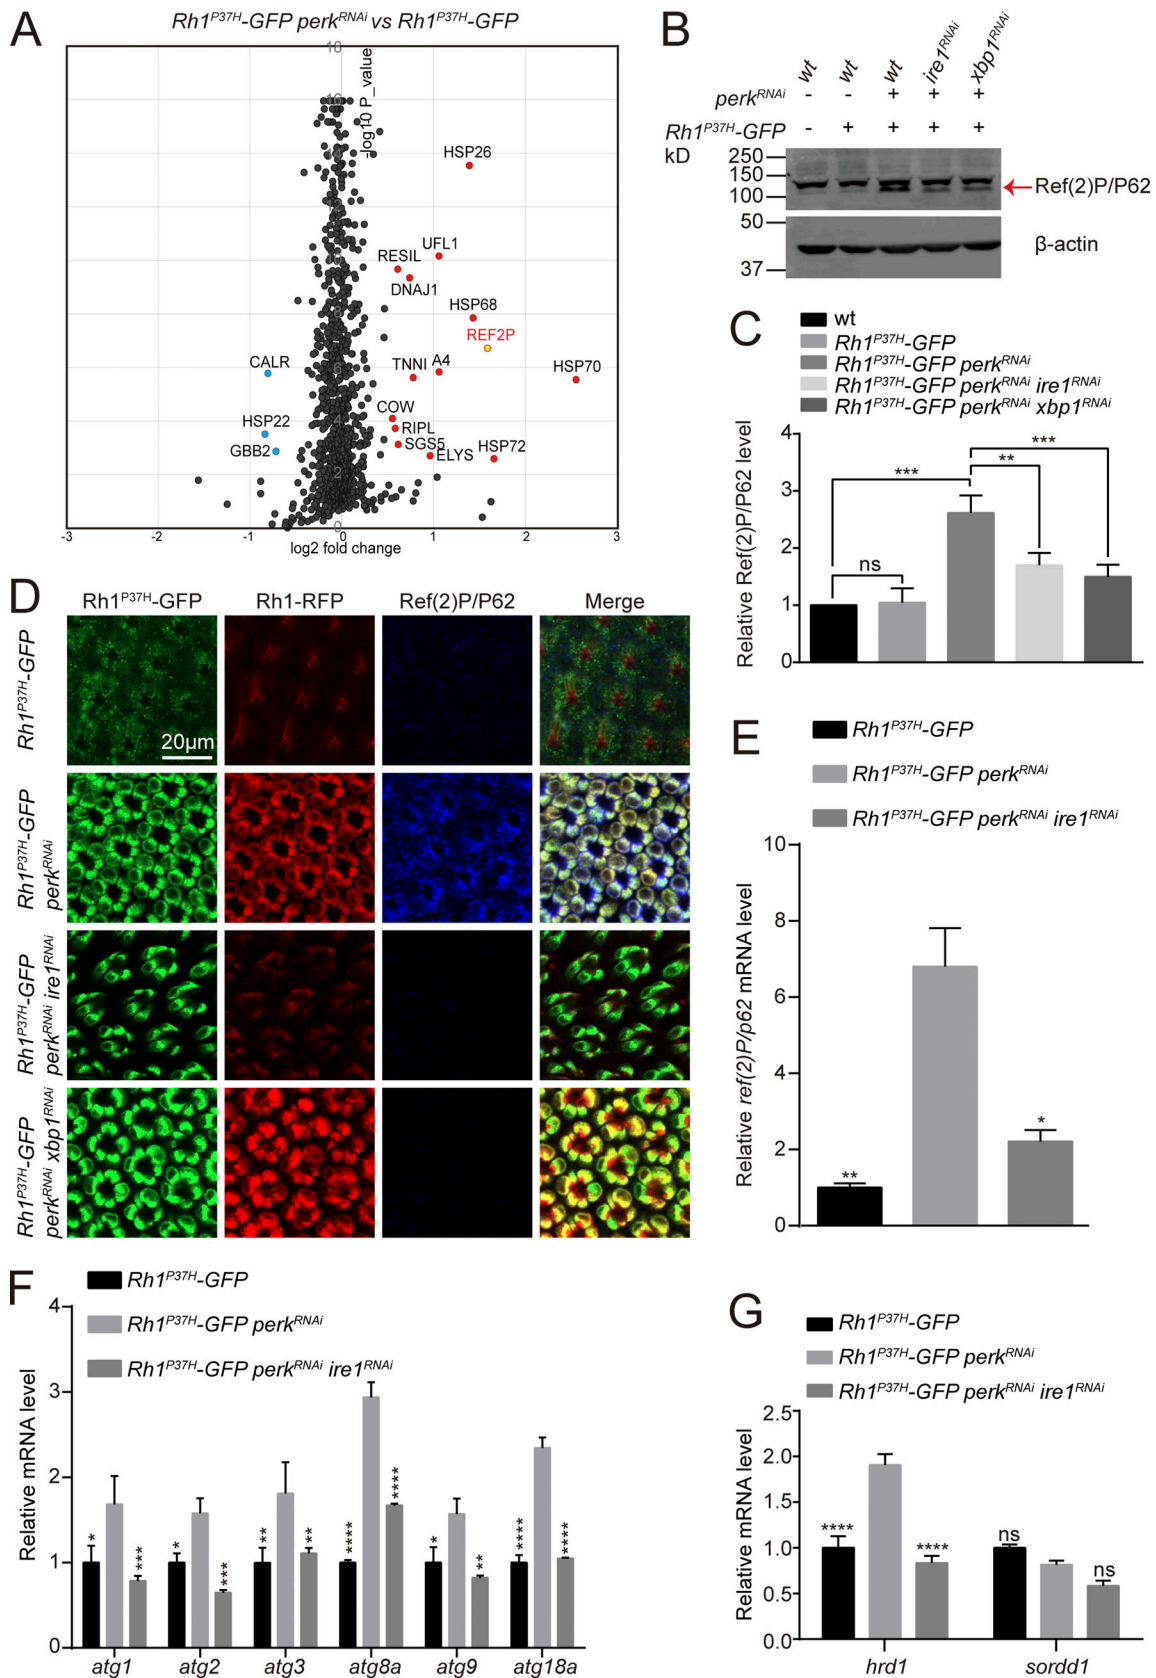 A
Rh1P37H-GFP perkRNAi vs Rh1P37H-GFP
-log10 P_value
18
16
HSP26
UFL1
RESIL
DNAJ1
HSP68
8
REF2P
CALR
TNNI
A4
HSP70
COW
4
HSP22
RIPL
GBB2
SGS5
ELYS
HSP72
2
0
-3
-2
-1
0
1
2
3
log2 fold change
B
wt
wt
wt
ire1RNAi
xbp1RNAi
perkRNAi
- - + + +
Rh1P37H-GFP
- + + + +
kD
250
150
100
Ref(2)P/P62
50
37
β-actin
C
wt
Rh1P37H-GFP
Rh1P37H-GFP perkRNAi
Rh1P37H-GFP perkRNAi ire1RNAi
Rh1P37H-GFP perkRNAi xbp1RNAi
Relative Ref(2)P/P62 level
4
3
2
1
0
ns
***
**
***
D
Rh1P37H-GFP
Rh1-RFP
Ref(2)P/P62
Merge
Rh1P37H-GFP
20μm
Rh1P37H-GFP
perkRNAi
Rh1P37H-GFP
perkRNAi ire1RNAi
Rh1P37H-GFP
perkRNAi xbp1RNAi
E
Rh1P37H-GFP
Rh1P37H-GFP perkRNAi
Rh1P37H-GFP perkRNAi ire1RNAi
Relative ref(2)P/p62 mRNA level
10
8
6
4
2
0
**
*
F
Rh1P37H-GFP
Rh1P37H-GFP perkRNAi
Rh1P37H-GFP perkRNAi ire1RNAi
Relative mRNA level
4
3
2
1
0
*
***
*
***
**
**
****
****
*
**
****
****
atg1
atg2
atg3
atg8a
atg9
atg18a
G
Rh1P37H-GFP
Rh1P37H-GFP perkRNAi
Rh1P37H-GFP perkRNAi ire1RNAi
Relative mRNA level
2.5
2.0
1.5
1.0
0.5
0.0
****
****
ns
ns
hrd1
sordd1